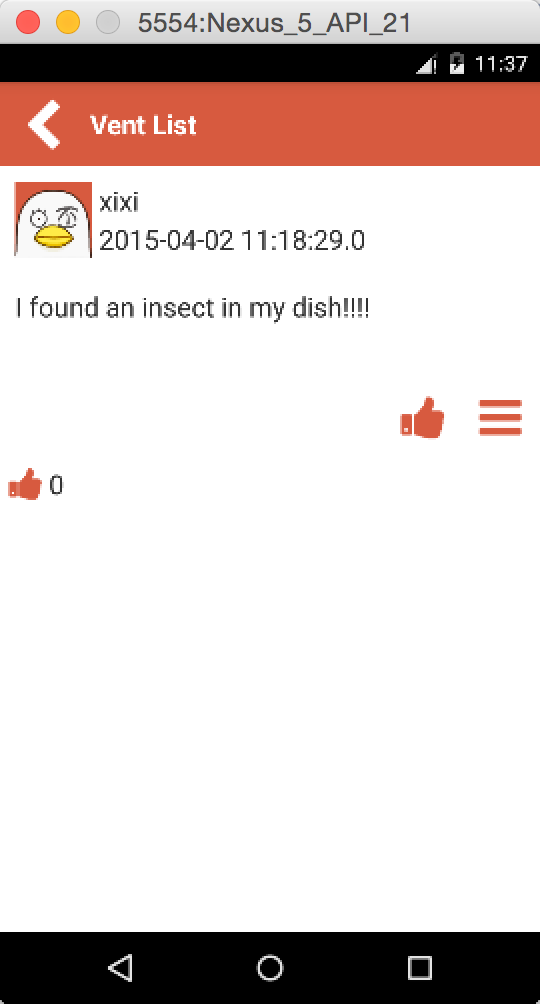 5554:Nexus_5_API_21
11:37
Vent List
xixi
2015-04-02 11:18:29.0
I found an insect in my dish!!!!
0